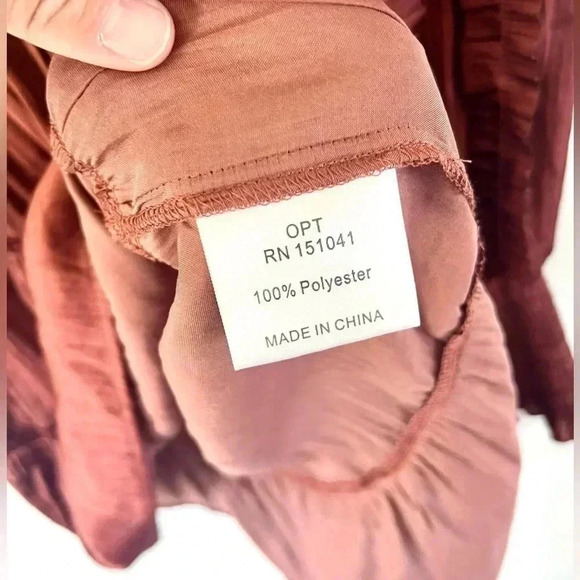 OPT
RN 151041
100% Polyester
MADE IN CHINA